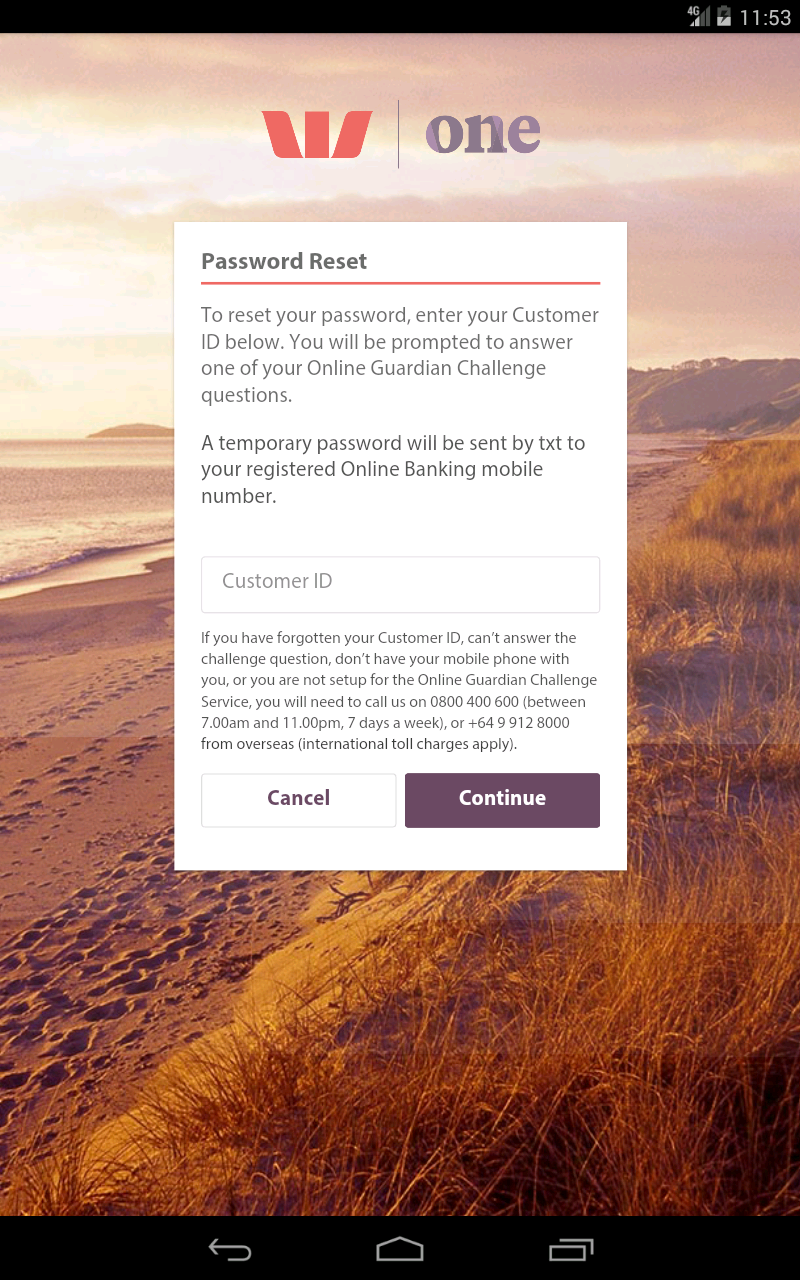 4G 11:53
one
Password Reset
To reset your password, enter your Customer
ID below. You will be prompted to answer
one of your Online Guardian Challenge
questions.
A temporary password will be sent by txt to
your registered Online Banking mobile
number.
Customer ID
If you have forgotten your Customer ID, can’t answer the
challenge question, don’t have your mobile phone with
you, or you are not setup for the Online Guardian Challenge
Service, you will need to call us on 0800 400 600 (between
7.00am and 11.00pm, 7 days a week), or +64 9 912 8000
from overseas (international toll charges apply).
Cancel Continue